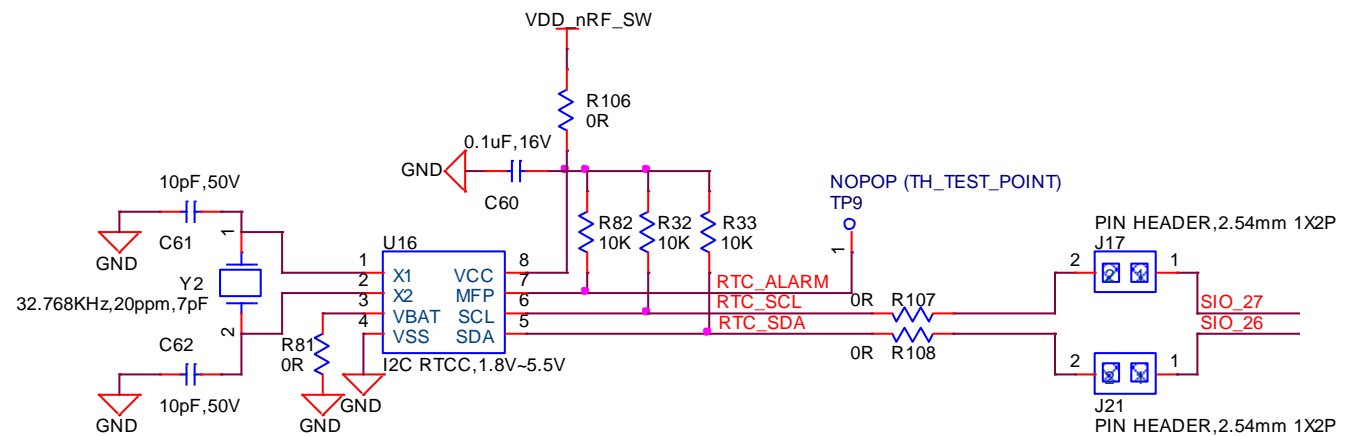 VDD_nRF_SW
R106
0R
0.1uF,16V
GND
C60
10pF,50V
C61
GND
1
Y2
32.768KHz,20ppm,7pF
2
C62
10pF,50V
GND
U16
1
2
3
4
X1
X2
VBAT
VSS
VCC
MFP
SCL
SDA
8
7
6
5
I2C RTCC,1.8V~5.5V
R81
0R
GND
GND
R82
10K
R32
10K
R33
10K
RTC_ALARM
RTC_SCL
RTC_SDA
NOPOP (TH_TEST_POINT)
TP9
1
0R R107
0R R108
PIN HEADER,2.54mm 1X2P
J17
2
2 1
1
SIO_27
SIO_26
2
2 1
1
J21
PIN HEADER,2.54mm 1X2P